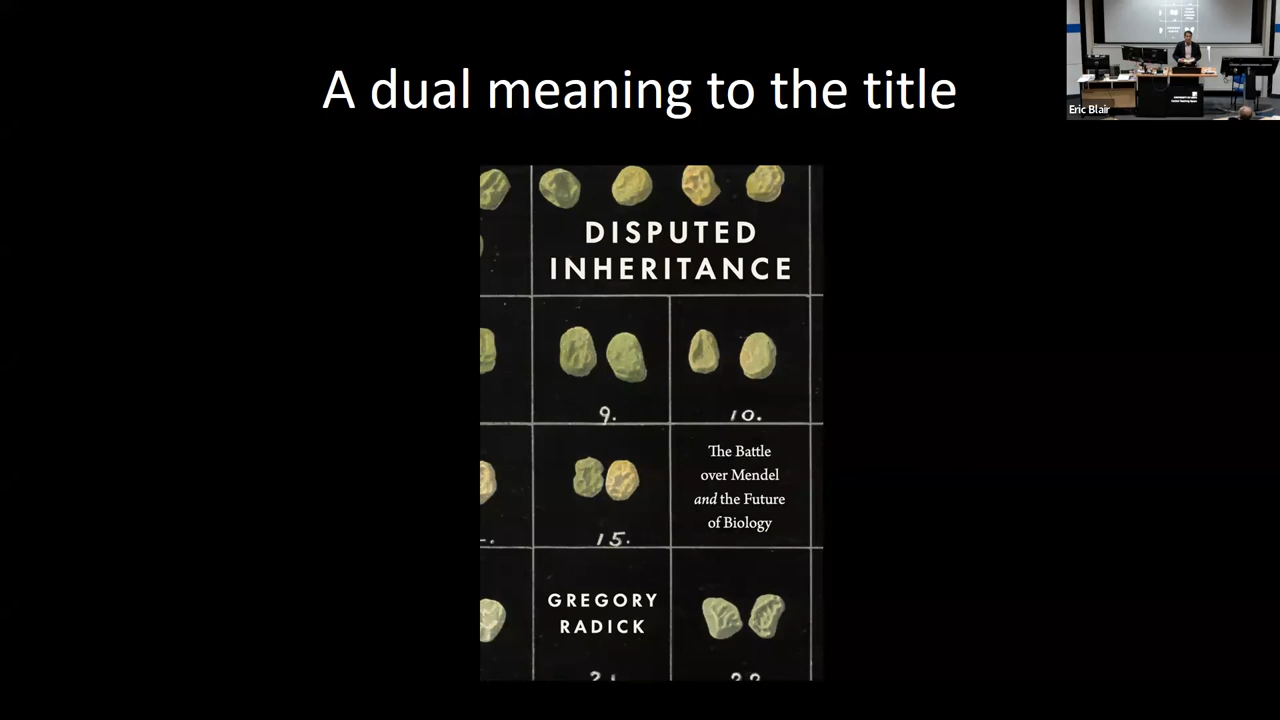 A dual meaning to the title
Eric Blair
DISPUTED
INHERITANCE
9.
10.
The Battle
over Mendel
and the Future
of Biology
15.
GREGORY
RADICK